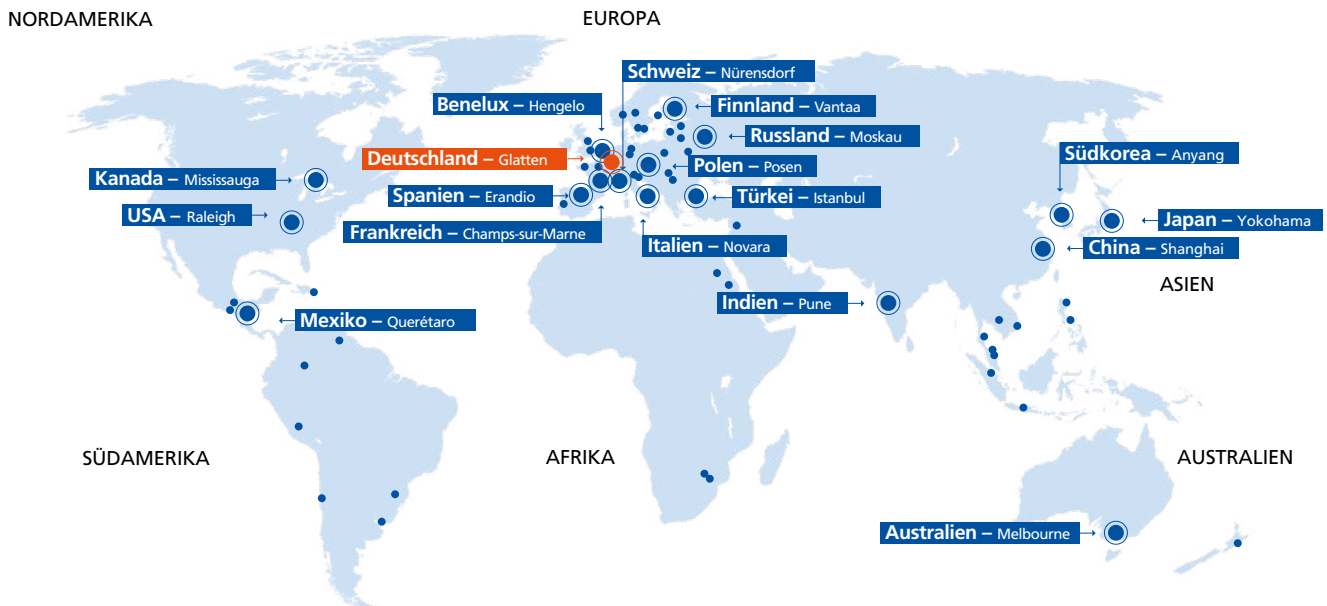 NORDAMERIKA
EUROPA
Schweiz – Nürensdorf
Benelux – Hengelo
Finnland – Vantaa
Russland – Moskau
Deutschland – Glatten
Polen – Posen
Südkorea – Anyang
Kanada – Mississauga
Spanien – Erandio
Türkei – Istanbul
USA – Raleigh
Japan – Yokohama
Frankreich – Champs-sur-Marne
Italien – Novara
China – Shanghai
ASIEN
Indien – Pune
Mexiko – Querétaro
SÜDAMERIKA
AFRIKA
AUSTRALIEN
Australien – Melbourne